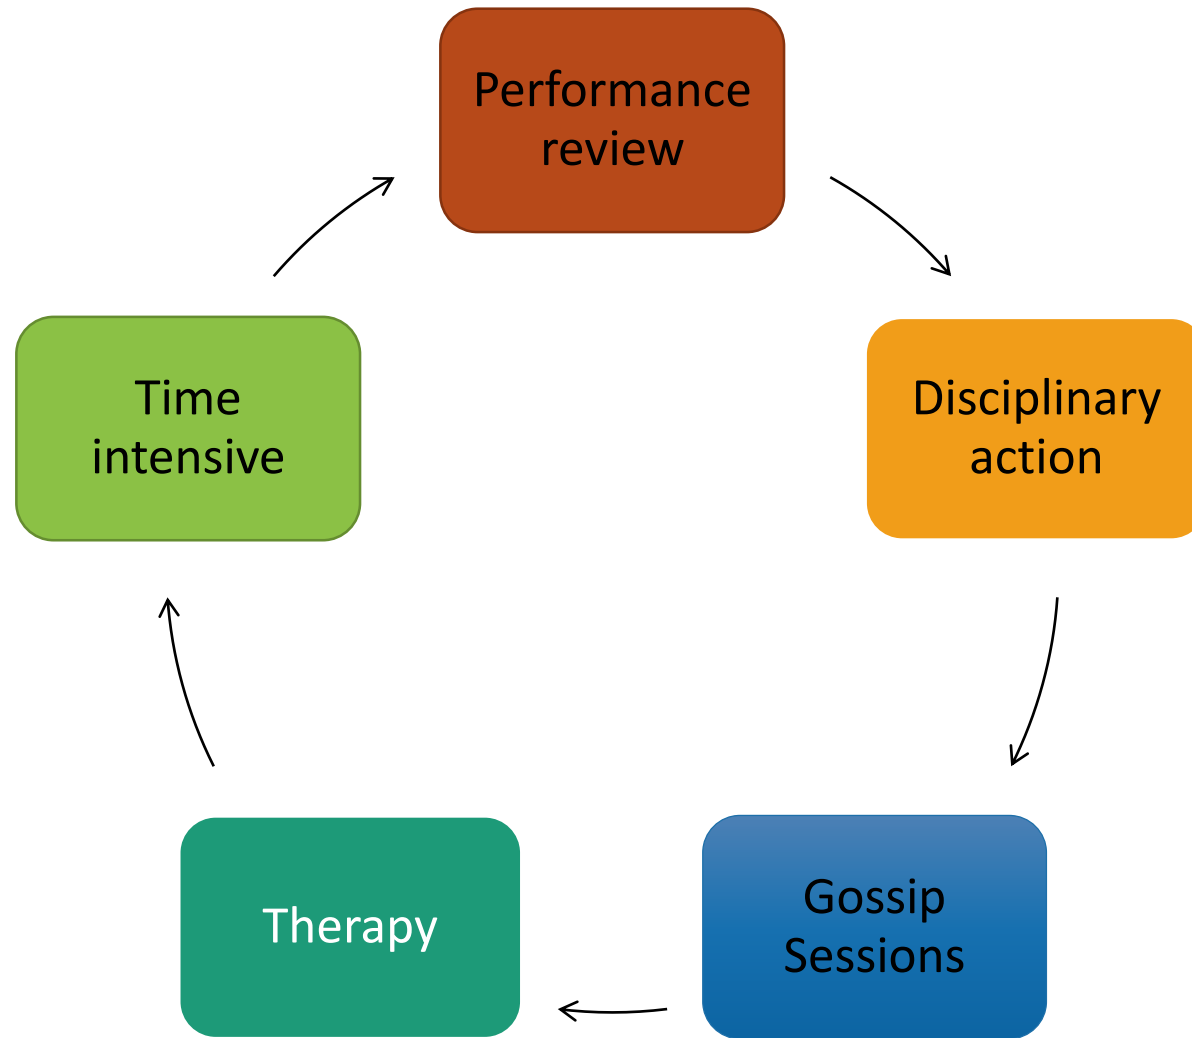 Performance
review
Disciplinary
action
Gossip
Sessions
Therapy
Time
intensive